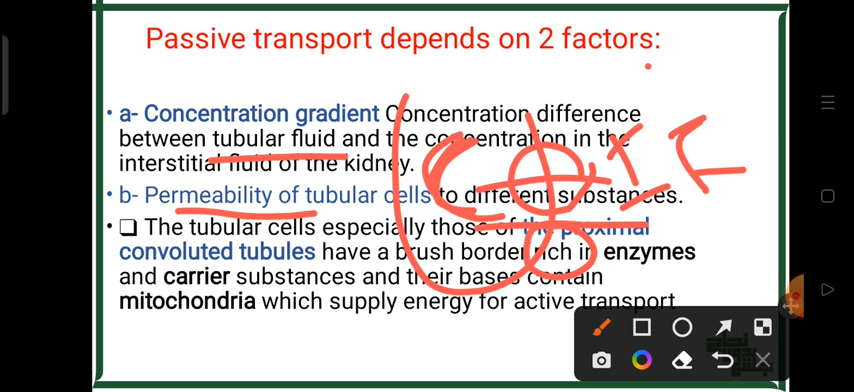 Passive transport depends on 2 factors:
• a- Concentration gradient Concentration difference
between tubular fluid and the concentration in the
interstitial fluid of the kidney.
• b- Permeability of tubular cells to different substances.
• ❑ The tubular cells especially those of the proximal
convoluted tubules have a brush border rich in enzymes
and carrier substances and their bases contain
mitochondria which supply energy for active transport